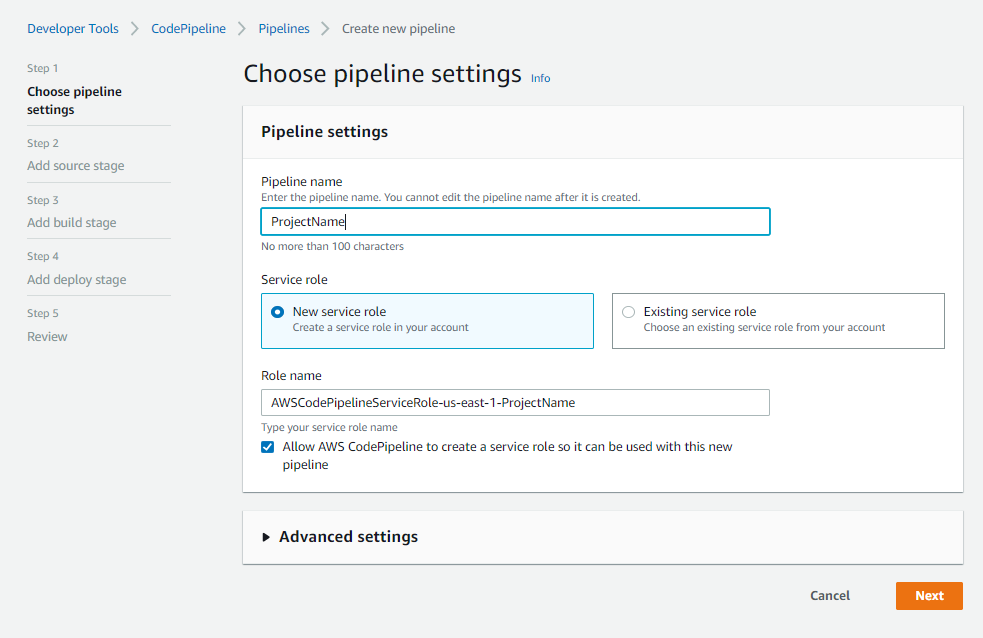 Developer Tools > CodePipeline > Pipelines > Create new pipeline
Step 1
Choose pipeline
settings
Step 2
Add source stage
Step 3
Add build stage
Step 4
Add deploy stage
Step 5
Review
Choose pipeline settings Info
Pipeline settings
Pipeline name
Enter the pipeline name. You cannot edit the pipeline name after it is created.
ProjectName
No more than 100 characters
Service role
New service role
Create a service role in your account
Existing service role
Choose an existing service role from your account
Role name
AWSCodePipelineServiceRole-us-east-1-ProjectName
Type your service role name
Allow AWS CodePipeline to create a service role so it can be used with this new
pipeline
Advanced settings
Cancel
Next